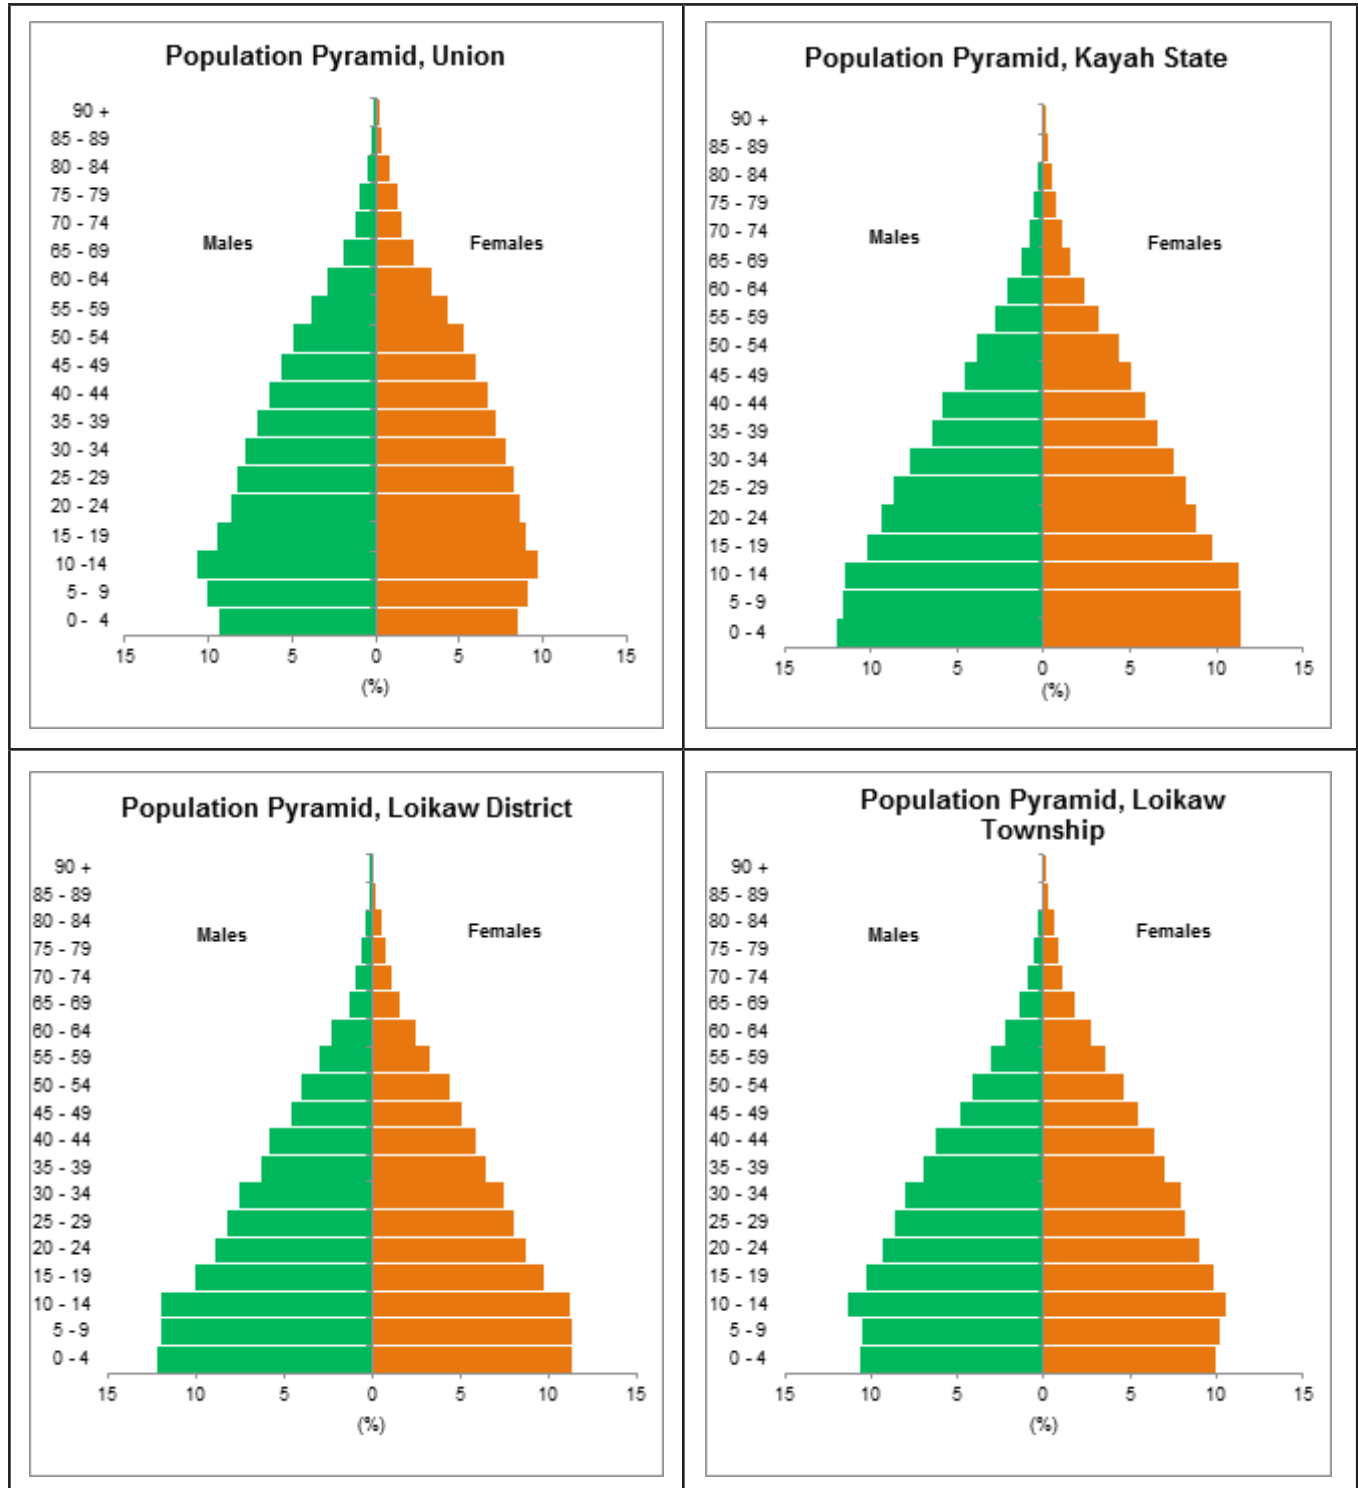 Population Pyramid, Union
90 +
85 - 89
80 - 84
75 - 79
70 - 74
65 - 69
60 - 64
55 - 59
50 - 54
45 - 49
40 - 44
35 - 39
30 - 34
25 - 29
20 - 24
15 - 19
10 -14
5 - 9
0 - 4
Males
Females
15 10 5 0 5 10 15
(%)
Population Pyramid, Kayah State
90 +
85 - 89
80 - 84
75 - 79
70 - 74
65 - 69
60 - 64
55 - 59
50 - 54
45 - 49
40 - 44
35 - 39
30 - 34
25 - 29
20 - 24
15 - 19
10 - 14
5 - 9
0 - 4
Males
Females
15 10 5 0 5 10 15
(%)
Population Pyramid, Loikaw District
90 +
85 - 89
80 - 84
75 - 79
70 - 74
65 - 69
60 - 64
55 - 59
50 - 54
45 - 49
40 - 44
35 - 39
30 - 34
25 - 29
20 - 24
15 - 19
10 - 14
5 - 9
0 - 4
Males
Females
15 10 5 0 5 10 15
(%)
Population Pyramid, Loikaw
Township
90 +
85 - 89
80 - 84
75 - 79
70 - 74
65 - 69
60 - 64
55 - 59
50 - 54
45 - 49
40 - 44
35 - 39
30 - 34
25 - 29
20 - 24
15 - 19
10 - 14
5 - 9
0 - 4
Males
Females
15 10 5 0 5 10 15
(%)